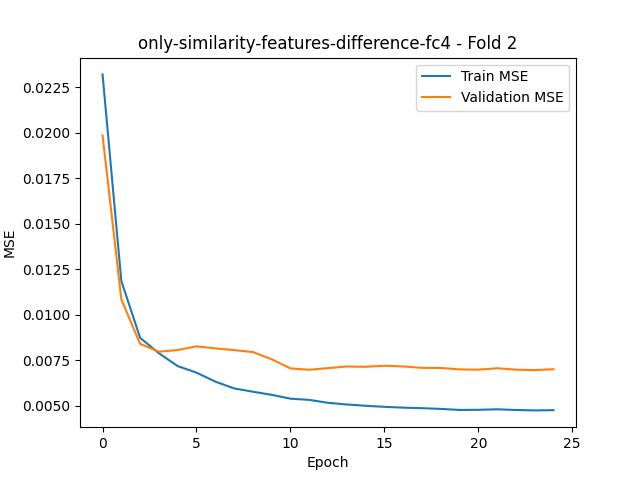 only-similarity-features-difference-fc4 - Fold 2
Train MSE
Validation MSE
MSE
0.0225
0.0200
0.0175
0.0150
0.0125
0.0100
0.0075
0.0050
0 5 10 15 20 25
Epoch